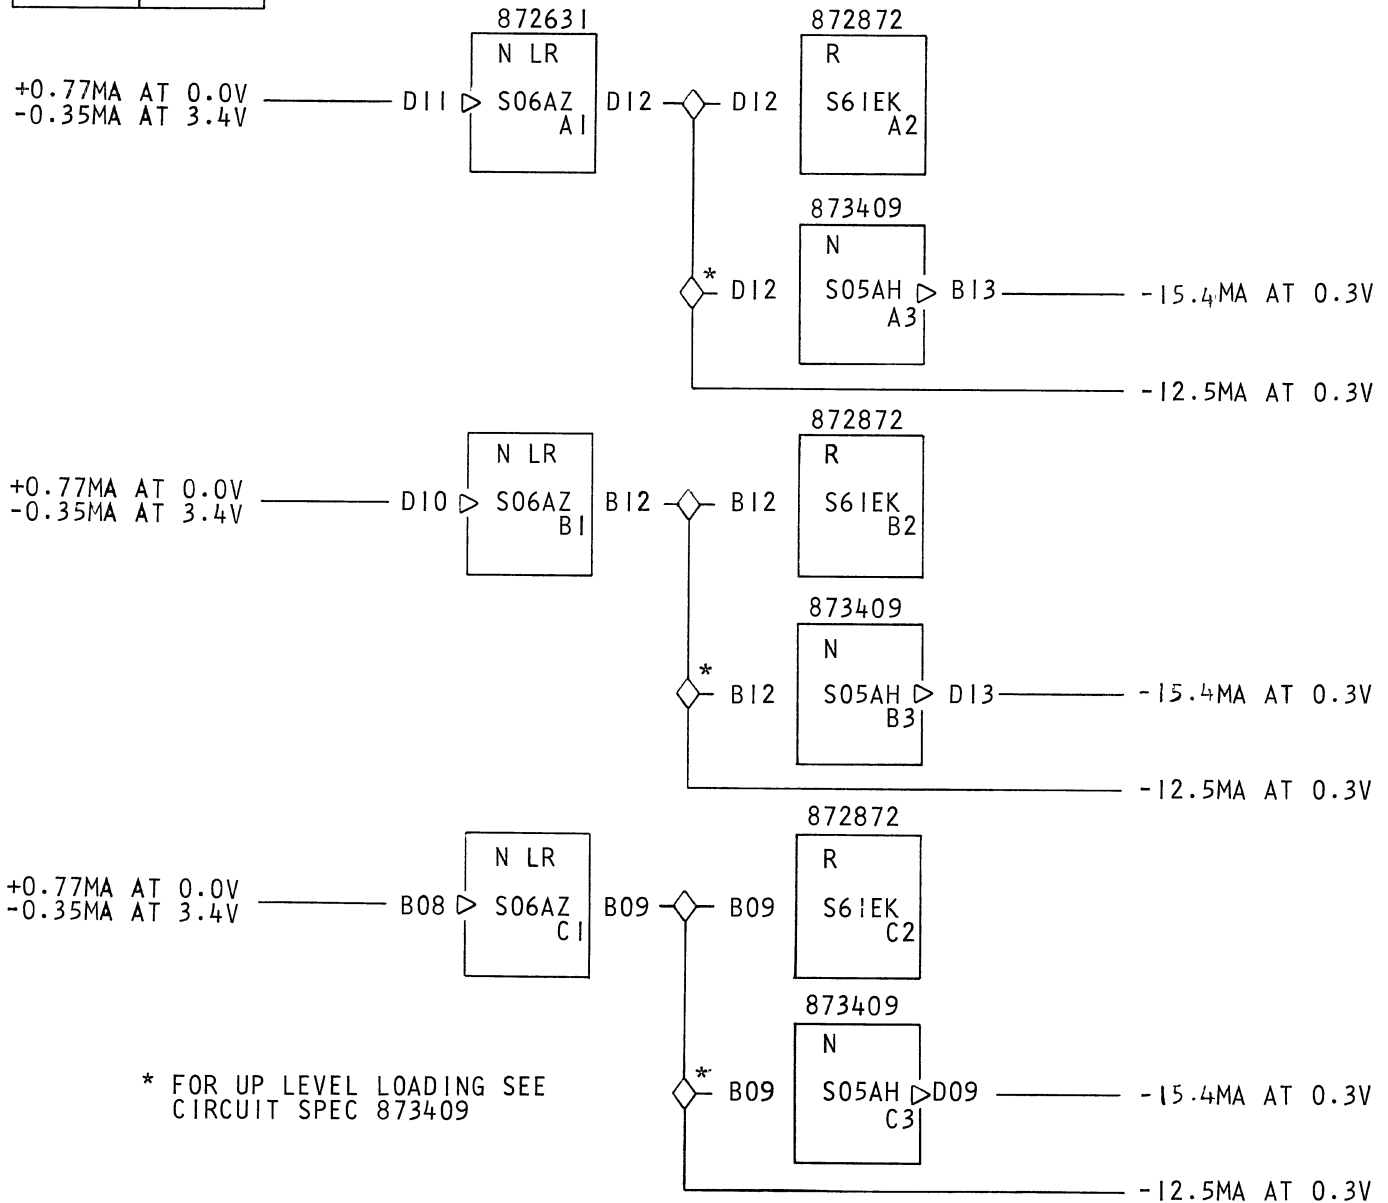 872631 872872
N LR R
+0.77MA AT 0.0V D11 S06AZ D12 D12 S61EK
-0.35MA AT 3.4V A1 A2
873409
N
* D12 S05AH B13 -15.4MA AT 0.3V
A3
-12.5MA AT 0.3V
872872
N LR R
+0.77MA AT 0.0V D10 S06AZ B12 B12 S61EK
-0.35MA AT 3.4V B1 B2
873409
N
* B12 S05AH D13 -15.4MA AT 0.3V
B3
-12.5MA AT 0.3V
872872
N LR R
+0.77MA AT 0.0V B08 S06AZ B09 B09 S61EK
-0.35MA AT 3.4V C1 C2
873409
N
* B09 S05AH D09 -15.4MA AT 0.3V
C3
* FOR UP LEVEL LOADING SEE
CIRCUIT SPEC 873409
-12.5MA AT 0.3V